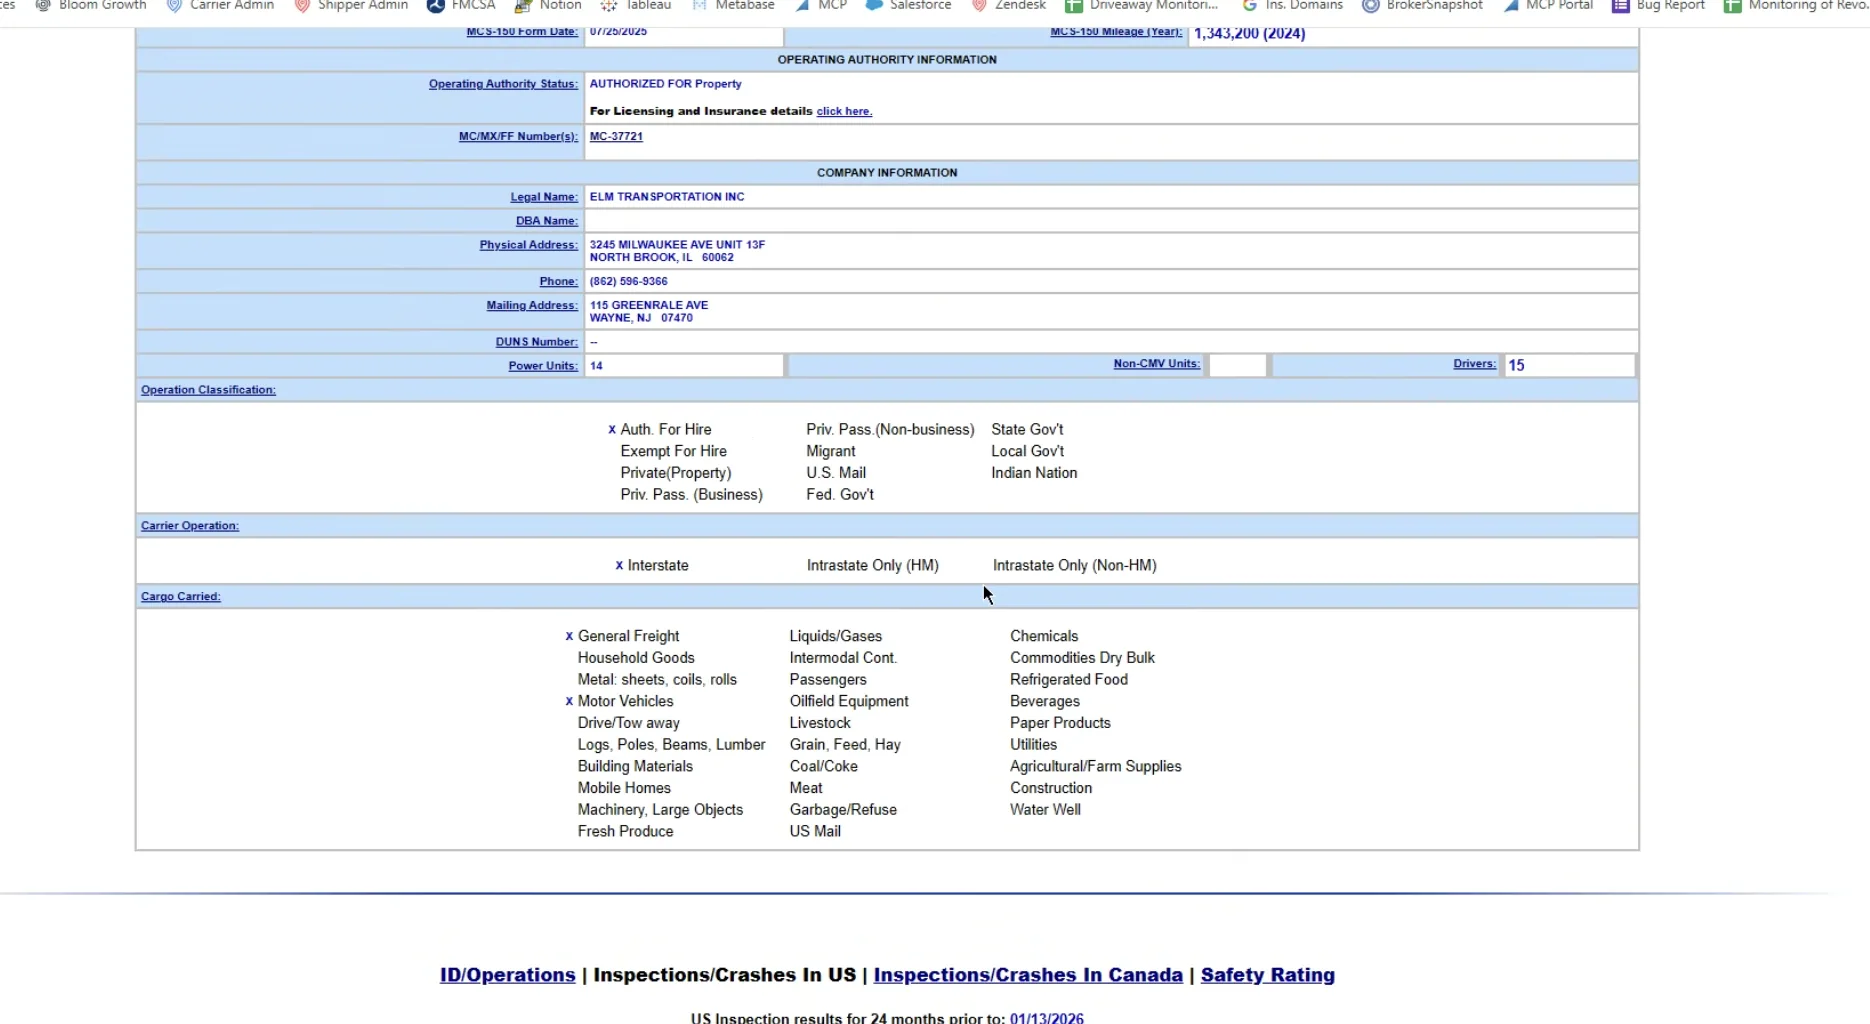 Bloom Growth Carrier Admin Shipper Admin FMCSA Notion Tableau Metabase MCP Salesforce Zendesk Driveaway Monitori... Ins. Domains BrokerSnapshot MCP Portal Bug Report Monitoring of Revo.
MCS-150 Form Date: 07/25/2025 MCS-150 Mileage (Year): 1,343,200 (2024)
OPERATING AUTHORITY INFORMATION
Operating Authority Status: AUTHORIZED FOR Property
For Licensing and Insurance details click here.
MC/MX/FF Number(s): MC-37721
COMPANY INFORMATION
Legal Name: ELM TRANSPORTATION INC
DBA Name:
Physical Address: 3245 MILWAUKEE AVE UNIT 13F
NORTH BROOK, IL 60062
Phone: (862) 596-9366
Mailing Address: 115 GREENRALE AVE
WAYNE, NJ 07470
DUNS Number: --
Power Units: 14 Non-CMV Units: Drivers: 15
Operation Classification:
x Auth. For Hire Priv. Pass.(Non-business) State Gov't
Exempt For Hire Migrant Local Gov't
Private(Property) U.S. Mail Indian Nation
Priv. Pass. (Business) Fed. Gov't
Carrier Operation:
x Interstate Intrastate Only (HM) Intrastate Only (Non-HM)
Cargo Carried:
x General Freight Liquids/Gases Chemicals
Household Goods Intermodal Cont. Commodities Dry Bulk
Metal: sheets, coils, rolls Passengers Refrigerated Food
x Motor Vehicles Oilfield Equipment Beverages
Drive/Tow away Livestock Paper Products
Logs, Poles, Beams, Lumber Grain, Feed, Hay Utilities
Building Materials Coal/Coke Agricultural/Farm Supplies
Mobile Homes Meat Construction
Machinery, Large Objects Garbage/Refuse Water Well
Fresh Produce US Mail
ID/Operations | Inspections/Crashes In US | Inspections/Crashes In Canada | Safety Rating
US Inspection results for 24 months prior to: 01/13/2026